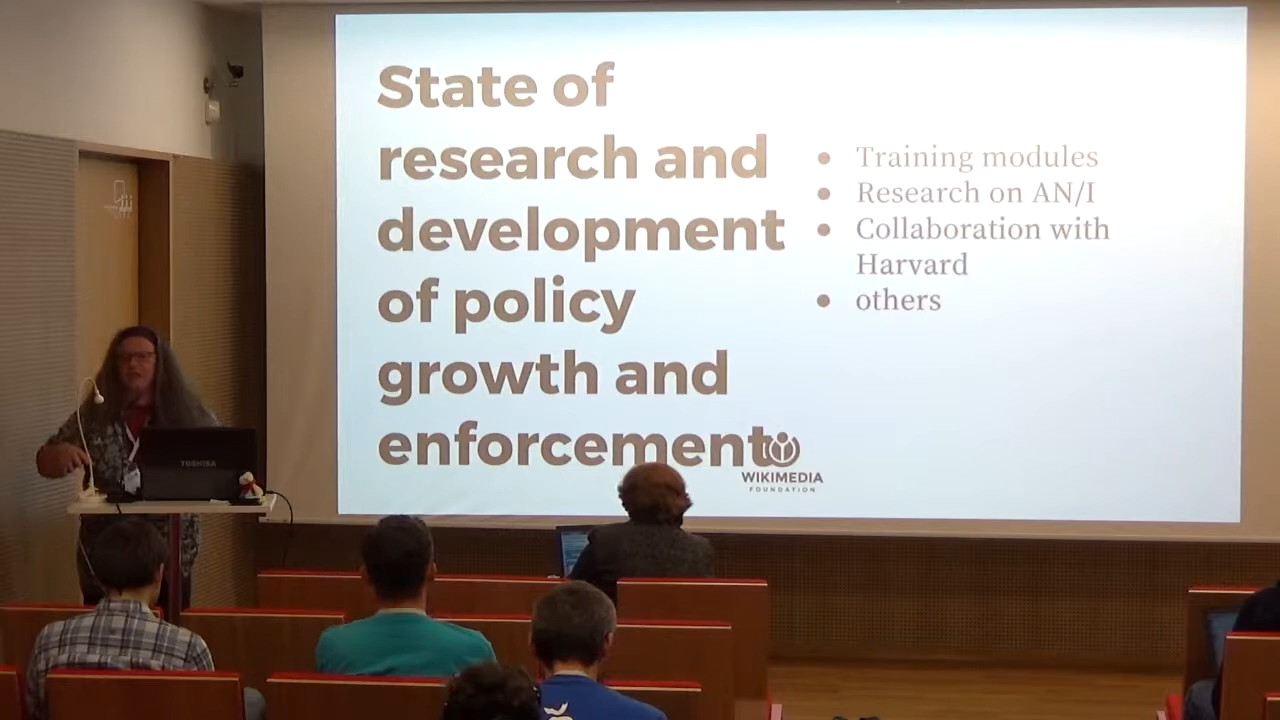 State of
research and
development
of policy
growth and
enforcement
• Training modules
• Research on AN/I
• Collaboration with
Harvard
• others
WIKIMEDIA
FOUNDATION
TOSHIBA